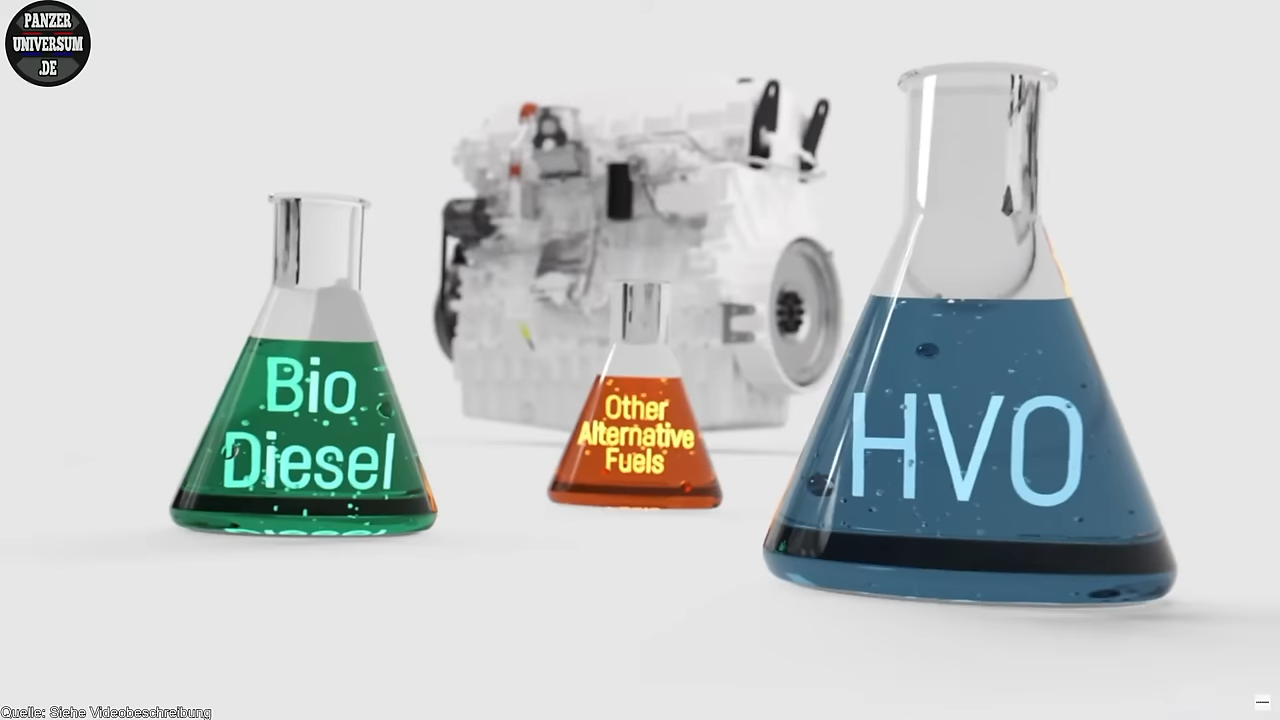 PANZER
UNIVERSUM
.DE
Bio
Diesel
Other
Alternative
Fuels
HVO
Quelle: Siehe Videobeschreibung